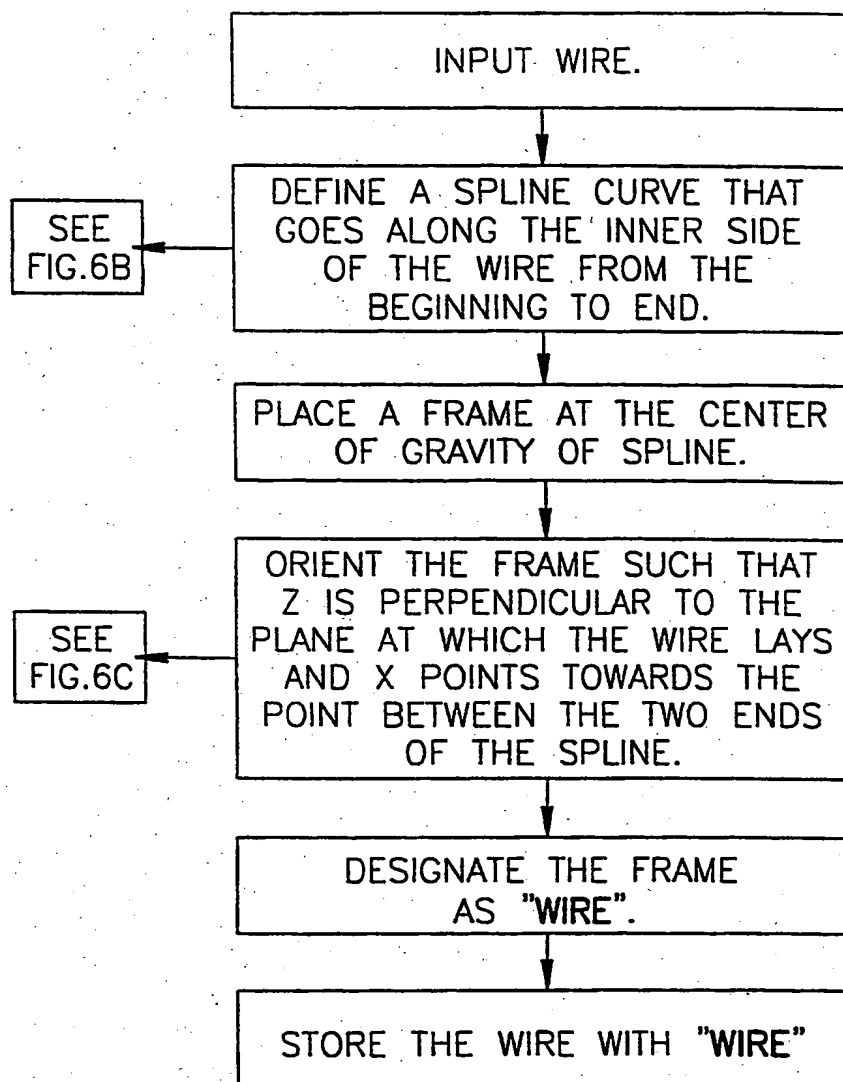 INPUT WIRE.
DEFINE A SPLINE CURVE THAT
GOES ALONG THE INNER SIDE
OF THE WIRE FROM THE
BEGINNING TO END.
SEE
FIG.6B
PLACE A FRAME AT THE CENTER
OF GRAVITY OF SPLINE.
ORIENT THE FRAME SUCH THAT
Z IS PERPENDICULAR TO THE
PLANE AT WHICH THE WIRE LAYS
AND X POINTS TOWARDS THE
POINT BETWEEN THE TWO ENDS
OF THE SPLINE.
SEE
FIG.6C
DESIGNATE THE FRAME
AS "WIRE".
STORE THE WIRE WITH "WIRE"